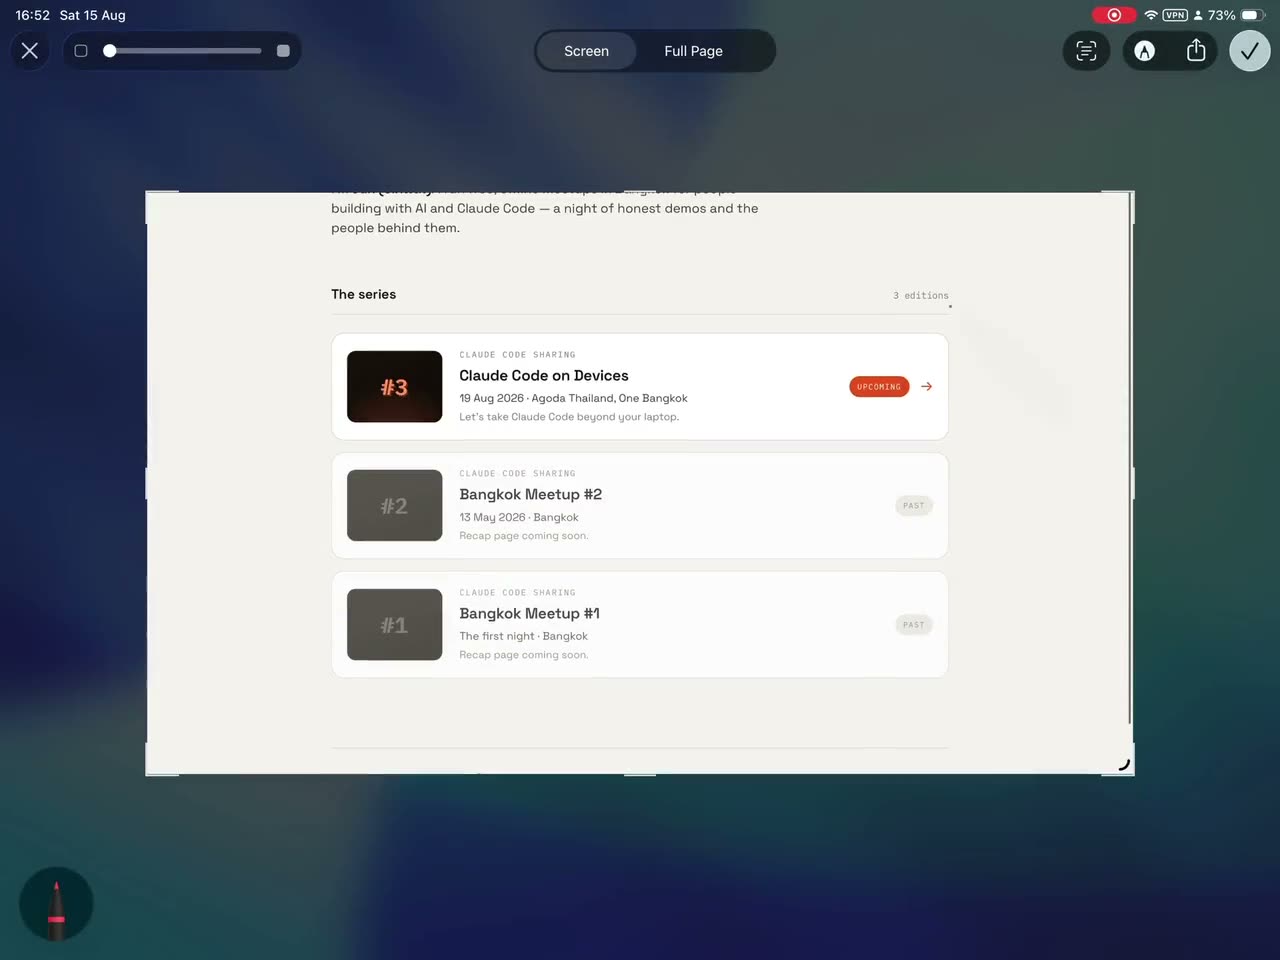 16:52 Sat 15 Aug
VPN 73%
Screen Full Page
building with AI and Claude Code — a night of honest demos and the
people behind them.
The series
3 editions
#3
CLAUDE CODE SHARING
Claude Code on Devices
19 Aug 2026 · Agoda Thailand, One Bangkok
Let's take Claude Code beyond your laptop.
UPCOMING →
#2
CLAUDE CODE SHARING
Bangkok Meetup #2
13 May 2026 · Bangkok
Recap page coming soon.
PAST
#1
CLAUDE CODE SHARING
Bangkok Meetup #1
The first night · Bangkok
Recap page coming soon.
PAST